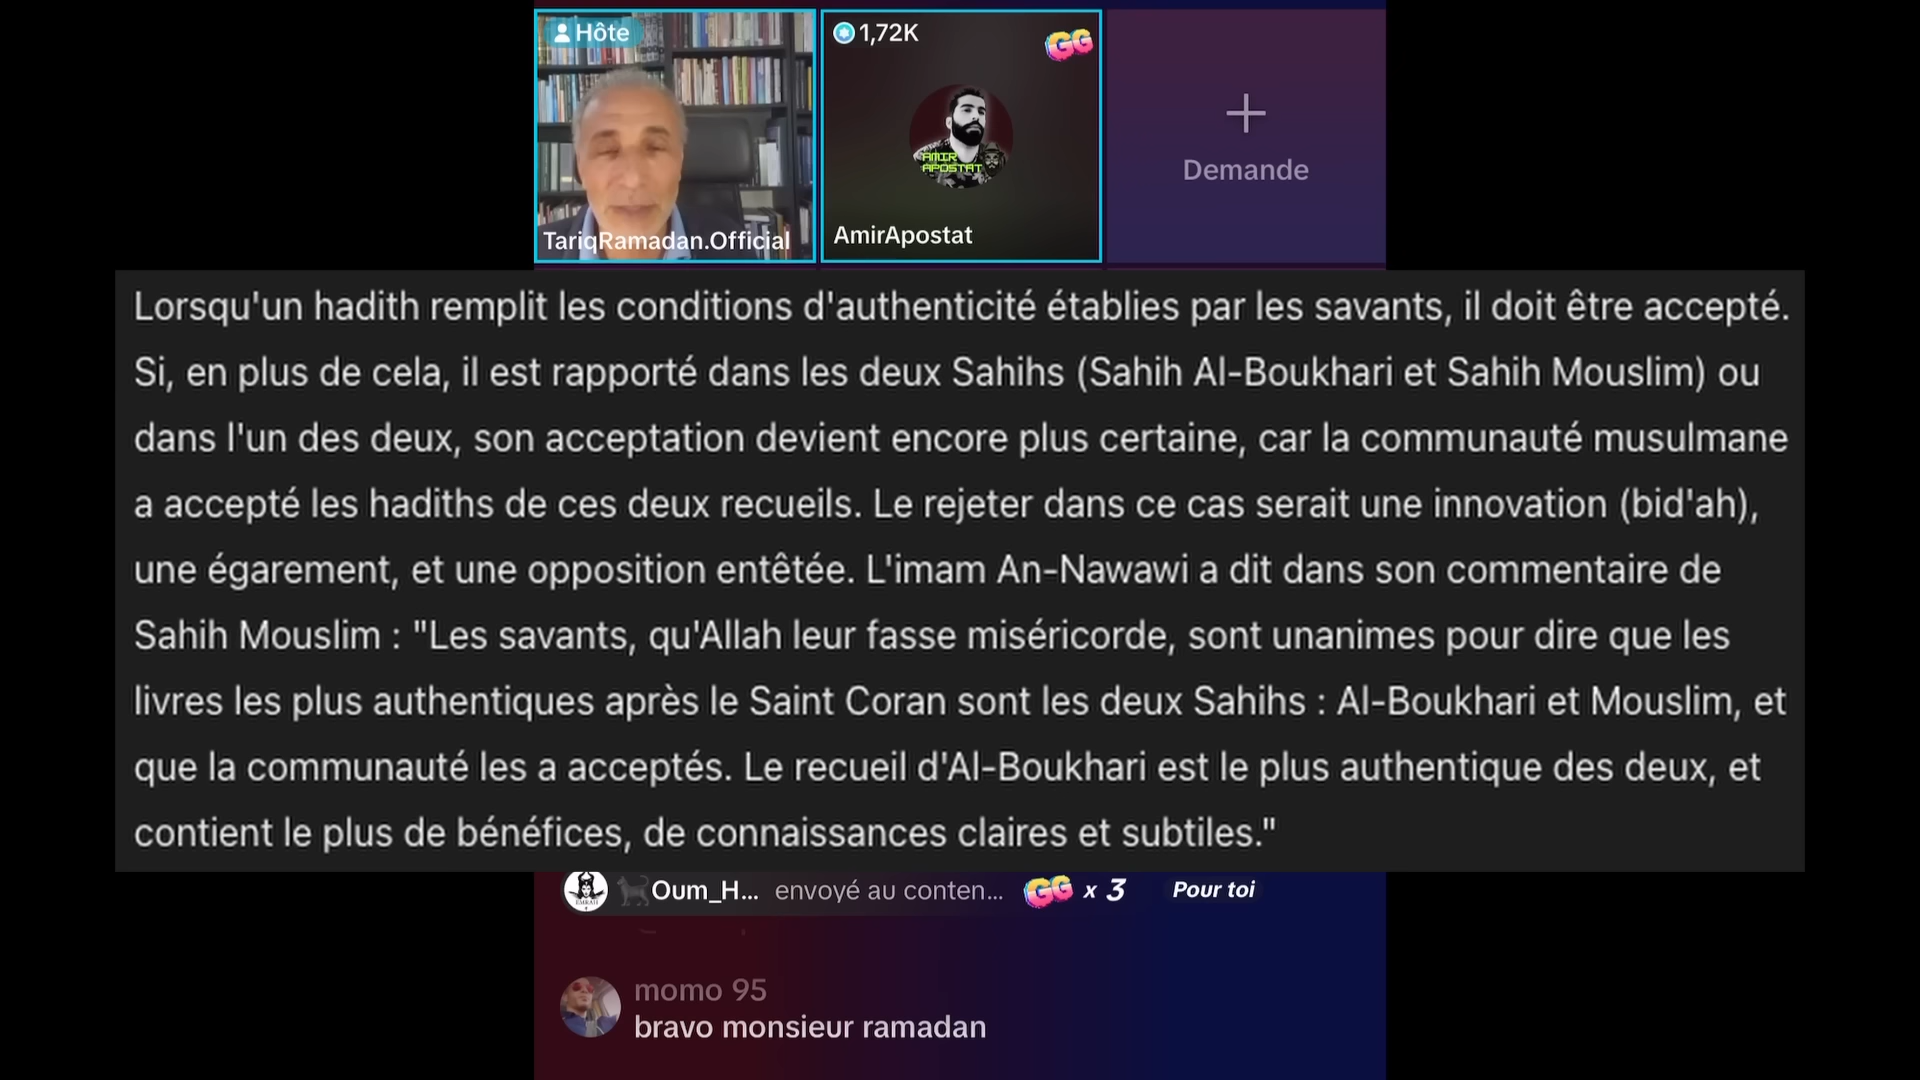 Hôte
1,72K
GG
+
Demande
AMIR
APOSTAT
TariqRamadan.Official
AmirApostat
Lorsqu'un hadith remplit les conditions d'authenticité établies par les savants, il doit être accepté.
Si, en plus de cela, il est rapporté dans les deux Sahihs (Sahih Al-Boukhari et Sahih Mouslim) ou
dans l'un des deux, son acceptation devient encore plus certaine, car la communauté musulmane
a accepté les hadiths de ces deux recueils. Le rejeter dans ce cas serait une innovation (bid'ah),
une égarement, et une opposition entêtée. L'imam An-Nawawi a dit dans son commentaire de
Sahih Mouslim : "Les savants, qu'Allah leur fasse miséricorde, sont unanimes pour dire que les
livres les plus authentiques après le Saint Coran sont les deux Sahihs : Al-Boukhari et Mouslim, et
que la communauté les a acceptés. Le recueil d'Al-Boukhari est le plus authentique des deux, et
contient le plus de bénéfices, de connaissances claires et subtiles."
EMRAH
Oum_H... envoyé au conten... GG x 3 Pour toi
momo 95
bravo monsieur ramadan